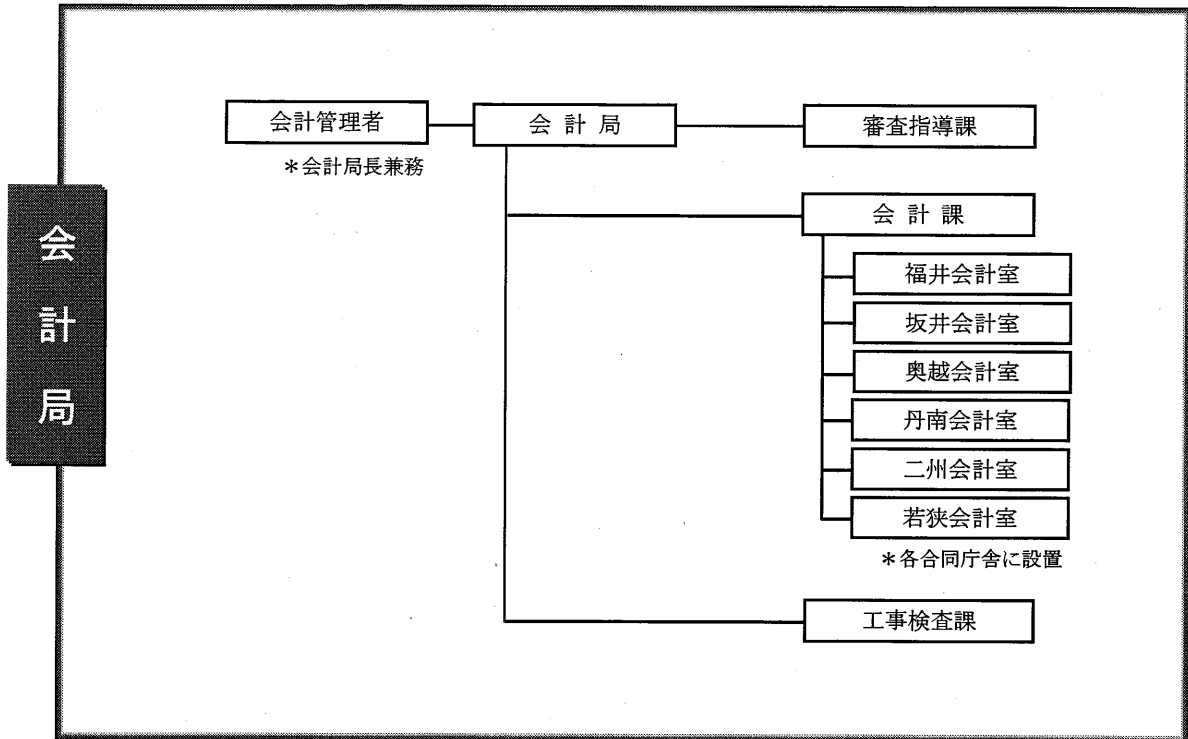 会計局
会計管理者
会計局
審査指導課
＊会計局長兼務
会計課
福井会計室
坂井会計室
奥越会計室
丹南会計室
二州会計室
若狭会計室
＊各合同庁舎に設置
工事検査課